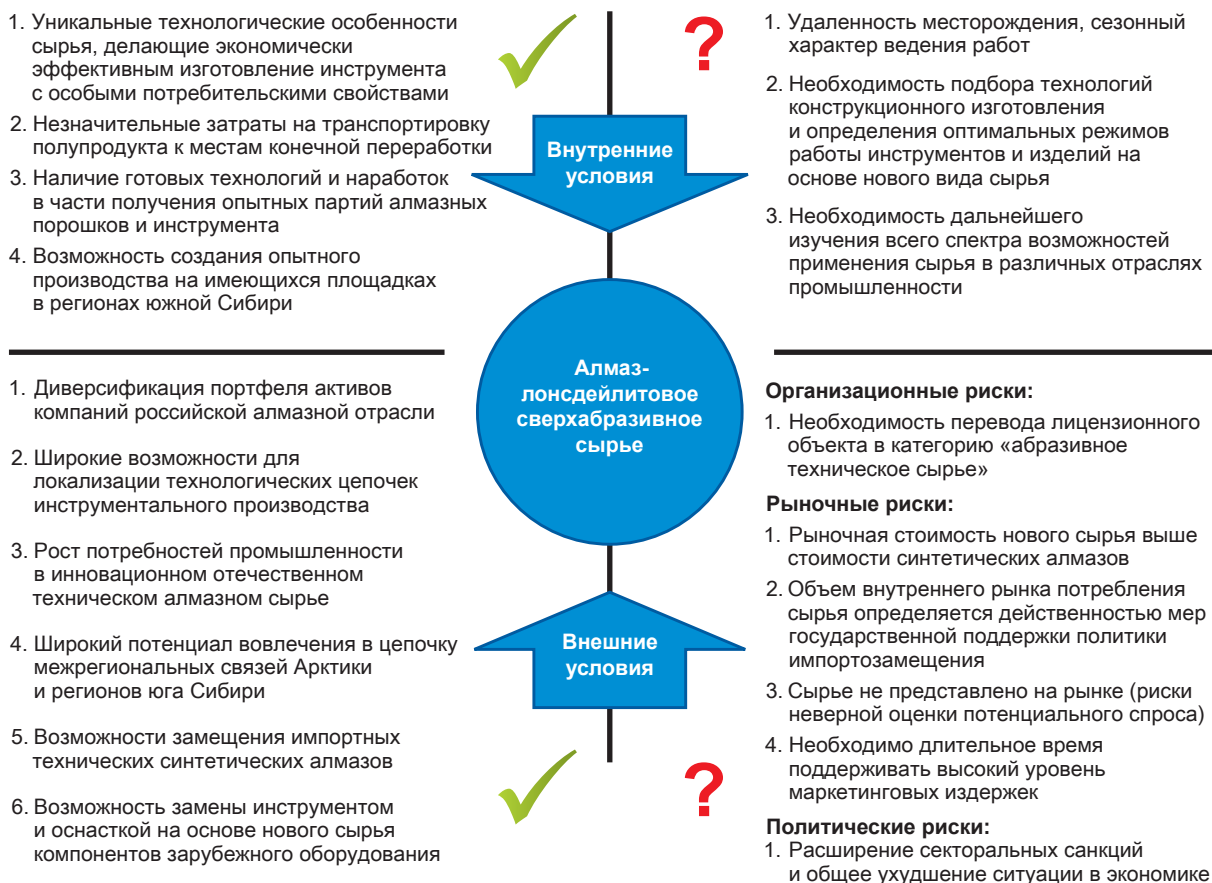 1. Уникальные технологические особенности
сырья, делающие экономически
эффективным изготовление инструмента
с особыми потребительскими свойствами
2. Незначительные затраты на транспортировку
полупродукта к местам конечной переработки
3. Наличие готовых технологий и наработок
в части получения опытных партий алмазных
порошков и инструмента
4. Возможность создания опытного
производства на имеющихся площадках
в регионах южной Сибири
?
Внутренние
условия
1. Удаленность месторождения, сезонный
характер ведения работ
2. Необходимость подбора технологий
конструкционного изготовления
и определения оптимальных режимов
работы инструментов и изделий на
основе нового вида сырья
3. Необходимость дальнейшего
изучения всего спектра возможностей
применения сырья в различных отраслях
промышленности
Алмаз-
лонсдейлитовое
сверхабразивное
сырье
1. Диверсификация портфеля активов
компаний российской алмазной отрасли
2. Широкие возможности для
локализации технологических цепочек
инструментального производства
3. Рост потребностей промышленности
в инновационном отечественном
техническом алмазном сырье
4. Широкий потенциал вовлечения в цепочку
межрегиональных связей Арктики
и регионов юга Сибири
5. Возможности замещения импортных
технических синтетических алмазов
6. Возможность замены инструментом
и оснасткой на основе нового сырья
компонентов зарубежного оборудования
Внешние
условия
?
Организационные риски:
1. Необходимость перевода лицензионного
объекта в категорию «абразивное
техническое сырье»
Рыночные риски:
1. Рыночная стоимость нового сырья выше
стоимости синтетических алмазов
2. Объем внутреннего рынка потребления
сырья определяется действенностью мер
государственной поддержки политики
импортозамещения
3. Сырье не представлено на рынке (риски
неверной оценки потенциального спроса)
4. Необходимо длительное время
поддерживать высокий уровень
маркетинговых издержек
Политические риски:
1. Расширение секторальных санкций
и общее ухудшение ситуации в экономике